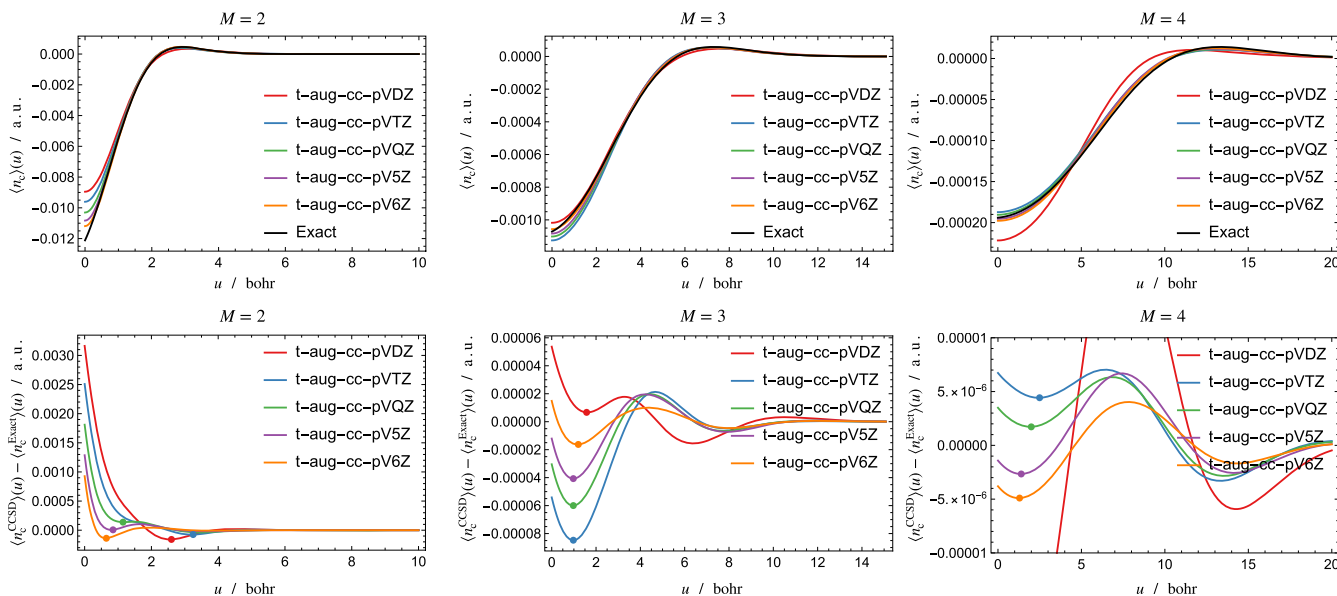 M = 2
⟨n_c⟩(u) / a.u.
0.000
−0.002
−0.004
−0.006
−0.008
−0.010
−0.012
t−aug−cc−pVDZ
t−aug−cc−pVTZ
t−aug−cc−pVQZ
t−aug−cc−pV5Z
t−aug−cc−pV6Z
Exact
0 2 4 6 8 10
u / bohr
M = 3
⟨n_c⟩(u) / a.u.
0.0000
−0.0002
−0.0004
−0.0006
−0.0008
−0.0010
t−aug−cc−pVDZ
t−aug−cc−pVTZ
t−aug−cc−pVQZ
t−aug−cc−pV5Z
t−aug−cc−pV6Z
Exact
0 2 4 6 8 10 12 14
u / bohr
M = 4
⟨n_c⟩(u) / a.u.
0.00000
−0.00005
−0.00010
−0.00015
−0.00020
t−aug−cc−pVDZ
t−aug−cc−pVTZ
t−aug−cc−pVQZ
t−aug−cc−pV5Z
t−aug−cc−pV6Z
Exact
0 5 10 15 20
u / bohr
M = 2
⟨n_c^CCSD⟩(u) − ⟨n_c^Exact⟩(u) / a.u.
0.0030
0.0025
0.0020
0.0015
0.0010
0.0005
0.0000
t−aug−cc−pVDZ
t−aug−cc−pVTZ
t−aug−cc−pVQZ
t−aug−cc−pV5Z
t−aug−cc−pV6Z
0 2 4 6 8 10
u / bohr
M = 3
⟨n_c^CCSD⟩(u) − ⟨n_c^Exact⟩(u) / a.u.
0.00006
0.00004
0.00002
0.00000
−0.00002
−0.00004
−0.00006
−0.00008
t−aug−cc−pVDZ
t−aug−cc−pVTZ
t−aug−cc−pVQZ
t−aug−cc−pV5Z
t−aug−cc−pV6Z
0 2 4 6 8 10 12 14
u / bohr
M = 4
⟨n_c^CCSD⟩(u) − ⟨n_c^Exact⟩(u) / a.u.
0.00001
5.×10⁻⁶
0.00000
−5.×10⁻⁶
−0.00001
t−aug−cc−pVDZ
t−aug−cc−pVTZ
t−aug−cc−pVQZ
t−aug−cc−pV5Z
t−aug−cc−pV6Z
0 5 10 15 20
u / bohr